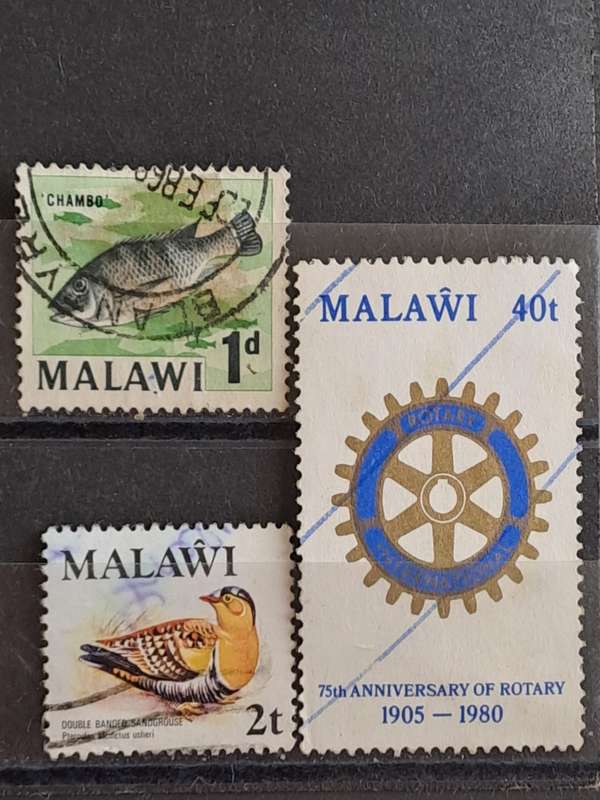 'CHAMBO'
1d
MALAWI
MALAŴI 40t
ROTARY
INTERNATIONAL
75th ANNIVERSARY OF ROTARY
1905 — 1980
MALAŴI
DOUBLE BANDED SANDGROUSE
2t